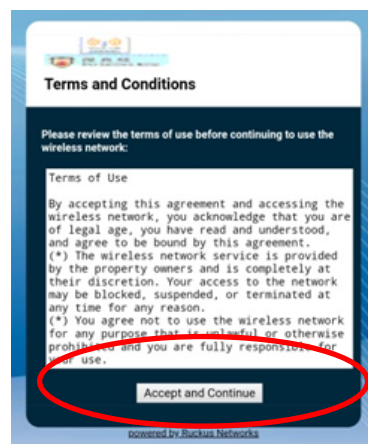 Terms and Conditions
Please review the terms of use before continuing to use the
wireless network:
Terms of Use
By accepting this agreement and accessing the
wireless network, you acknowledge that you are
of legal age, you have read and understood,
and agree to be bound by this agreement.
(*) The wireless network service is provided
by the property owners and is completely at
their discretion. Your access to the network
may be blocked, suspended, or terminated at
any time for any reason.
(*) You agree not to use the wireless network
for any purpose that is unlawful or otherwise
prohibited and you are fully responsible for
your use.
Accept and Continue
powered by Ruckus Networks